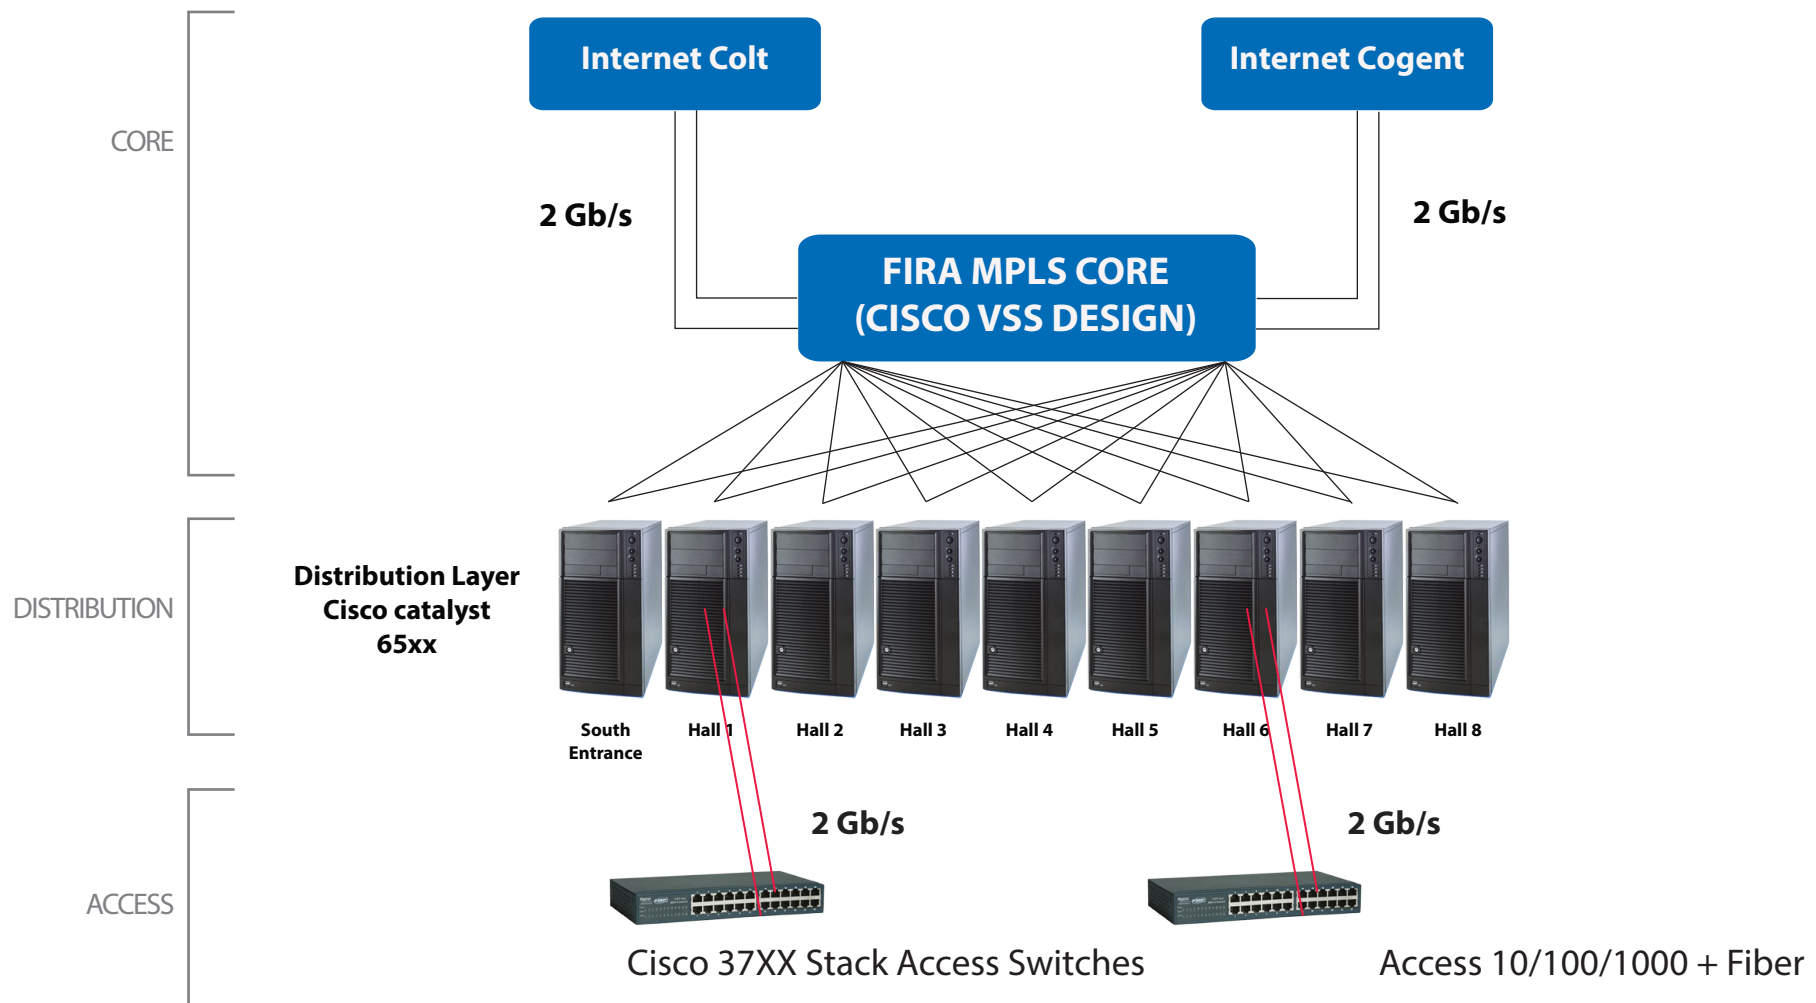 Internet Colt
Internet Cogent
CORE
2 Gb/s
2 Gb/s
FIRA MPLS CORE
(CISCO VSS DESIGN)
DISTRIBUTION
Distribution Layer
Cisco catalyst
65xx
South
Entrance
Hall 1
Hall 2
Hall 3
Hall 4
Hall 5
Hall 6
Hall 7
Hall 8
2 Gb/s
2 Gb/s
ACCESS
Cisco 37XX Stack Access Switches
Access 10/100/1000 + Fiber